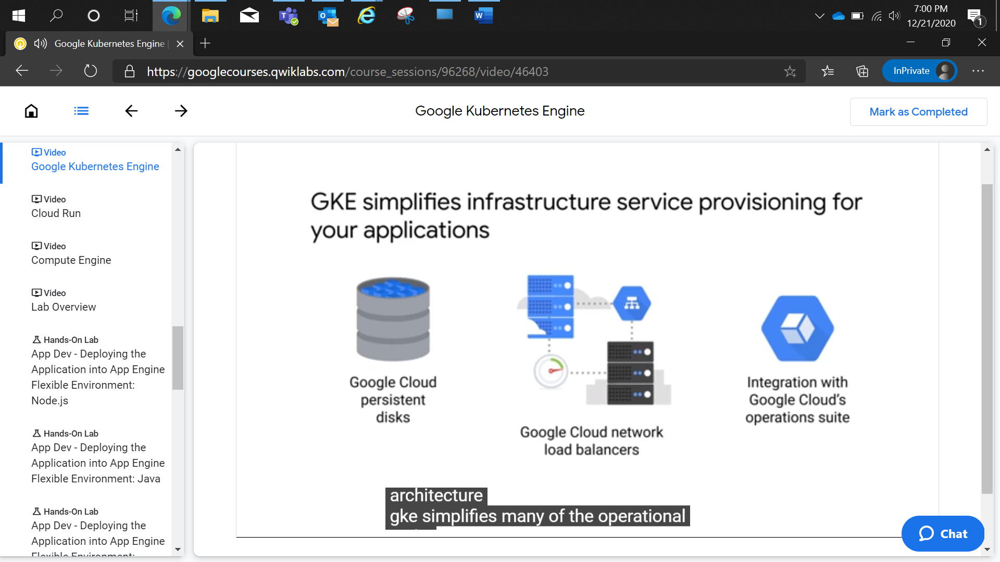 7:00 PM
12/21/2020
1
Google Kubernetes Engine |
https://googlecourses.qwiklabs.com/course_sessions/96268/video/46403
InPrivate
Google Kubernetes Engine
Mark as Completed
Video
Google Kubernetes Engine
Video
Cloud Run
Video
Compute Engine
Video
Lab Overview
Hands-On Lab
App Dev - Deploying the
Application into App Engine
Flexible Environment:
Node.js
Hands-On Lab
App Dev - Deploying the
Application into App Engine
Flexible Environment: Java
Hands-On Lab
App Dev - Deploying the
Application into App Engine
Flexible Environment:
GKE simplifies infrastructure service provisioning for
your applications
Google Cloud
persistent
disks
Google Cloud network
load balancers
Integration with
Google Cloud's
operations suite
architecture
gke simplifies many of the operational
Chat